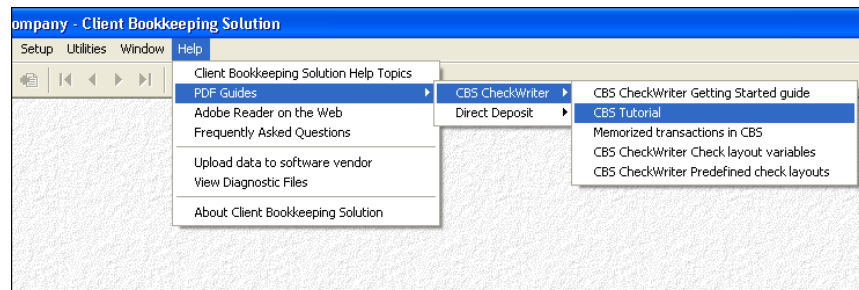 ompany - Client Bookkeeping Solution
Setup Utilities Window Help
Client Bookkeeping Solution Help Topics
PDF Guides
Adobe Reader on the Web
Frequently Asked Questions
Upload data to software vendor
View Diagnostic Files
About Client Bookkeeping Solution
CBS CheckWriter
Direct Deposit
CBS CheckWriter Getting Started guide
CBS Tutorial
Memorized transactions in CBS
CBS CheckWriter Check layout variables
CBS CheckWriter Predefined check layouts